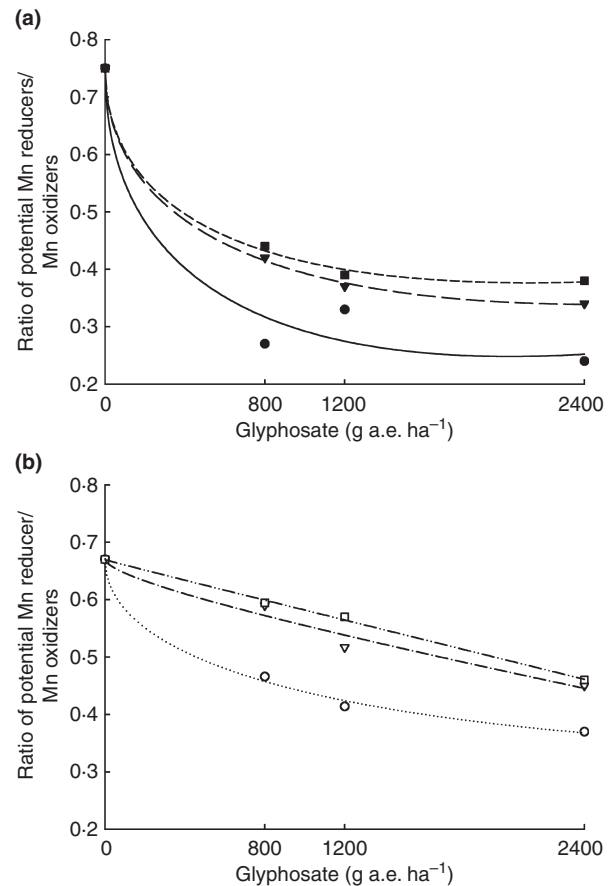 (a)
Ratio of potential Mn reducers/
Mn oxidizers
0·8
0·7
0·6
0·5
0·4
0·3
0·2
0 800 1200 2400
Glyphosate (g a.e. ha⁻¹)
(b)
Ratio of potential Mn reducer/
Mn oxidizers
0·8
0·7
0·6
0·5
0·4
0·3
0·2
0 800 1200 2400
Glyphosate (g a.e. ha⁻¹)